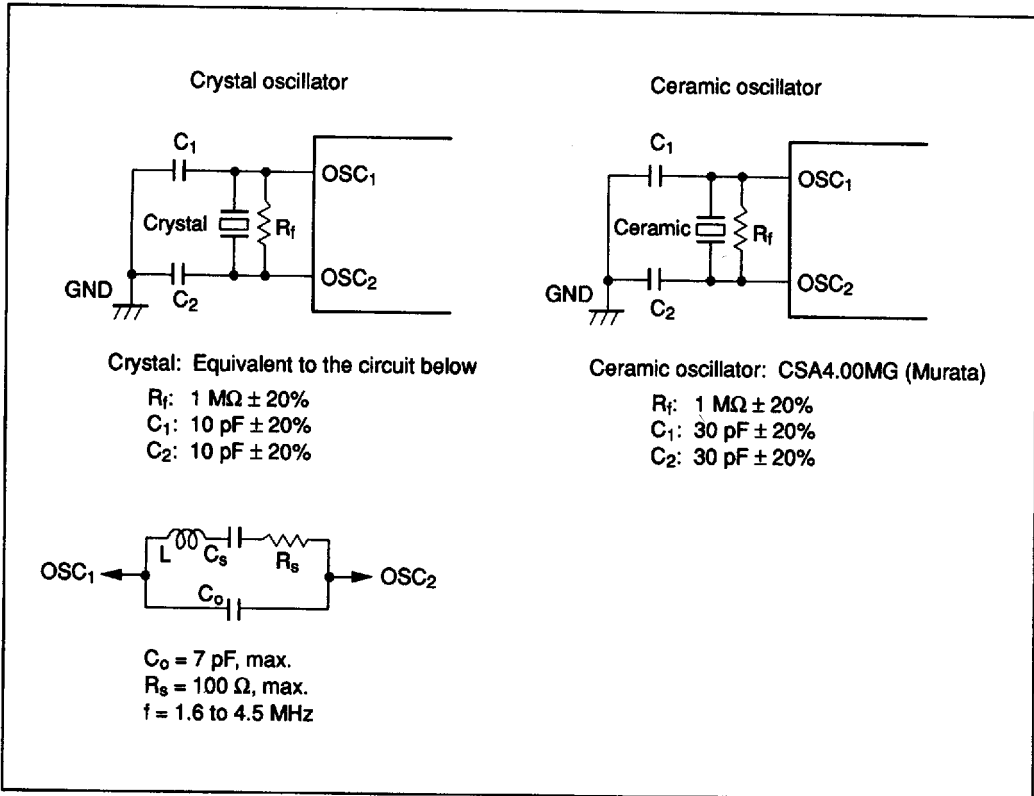 Crystal oscillator
C1
OSC1
Crystal
Rf
OSC2
GND
C2
Crystal: Equivalent to the circuit below
Rf: 1 MΩ ± 20%
C1: 10 pF ± 20%
C2: 10 pF ± 20%
L
Cs
Rs
OSC1
OSC2
Co
Co = 7 pF, max.
Rs = 100 Ω, max.
f = 1.6 to 4.5 MHz
Ceramic oscillator
C1
OSC1
Ceramic
Rf
OSC2
GND
C2
Ceramic oscillator: CSA4.00MG (Murata)
Rf: 1 MΩ ± 20%
C1: 30 pF ± 20%
C2: 30 pF ± 20%